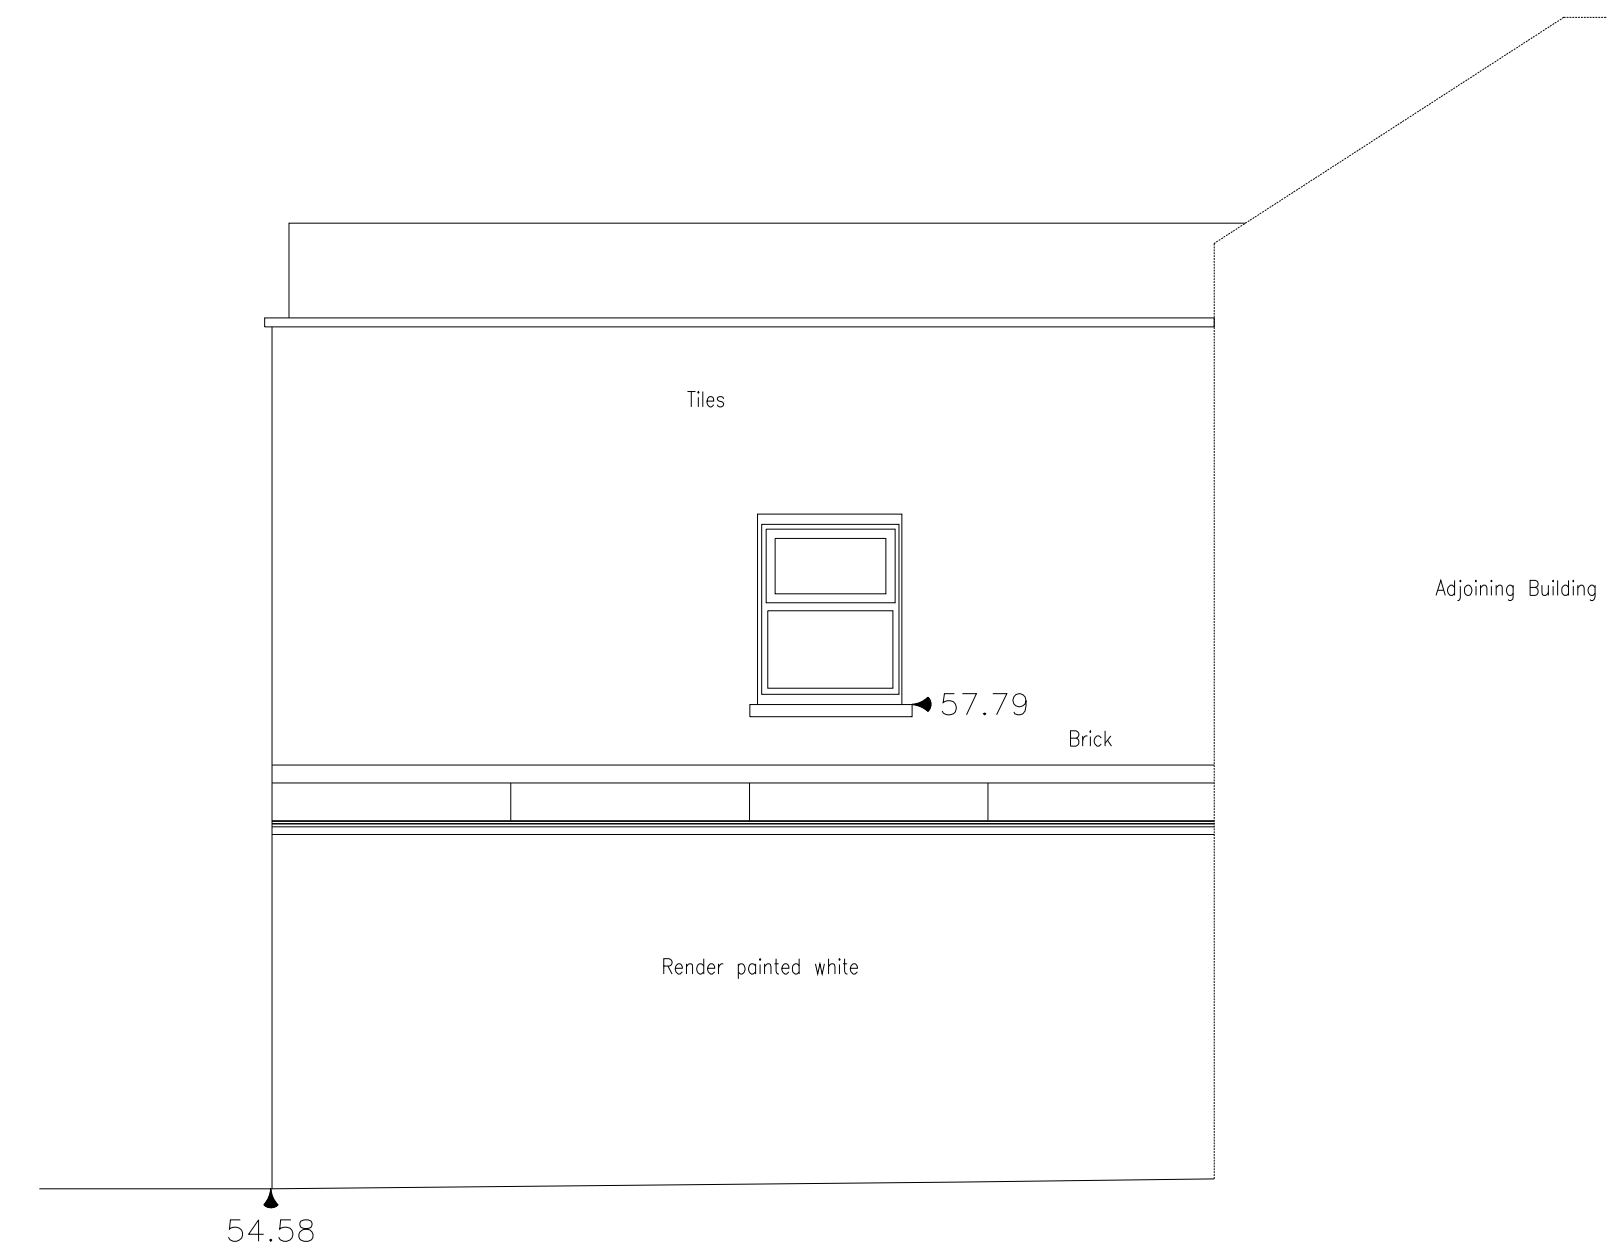 Tiles
Adjoining Building
57.79
Brick
Render painted white
54.58